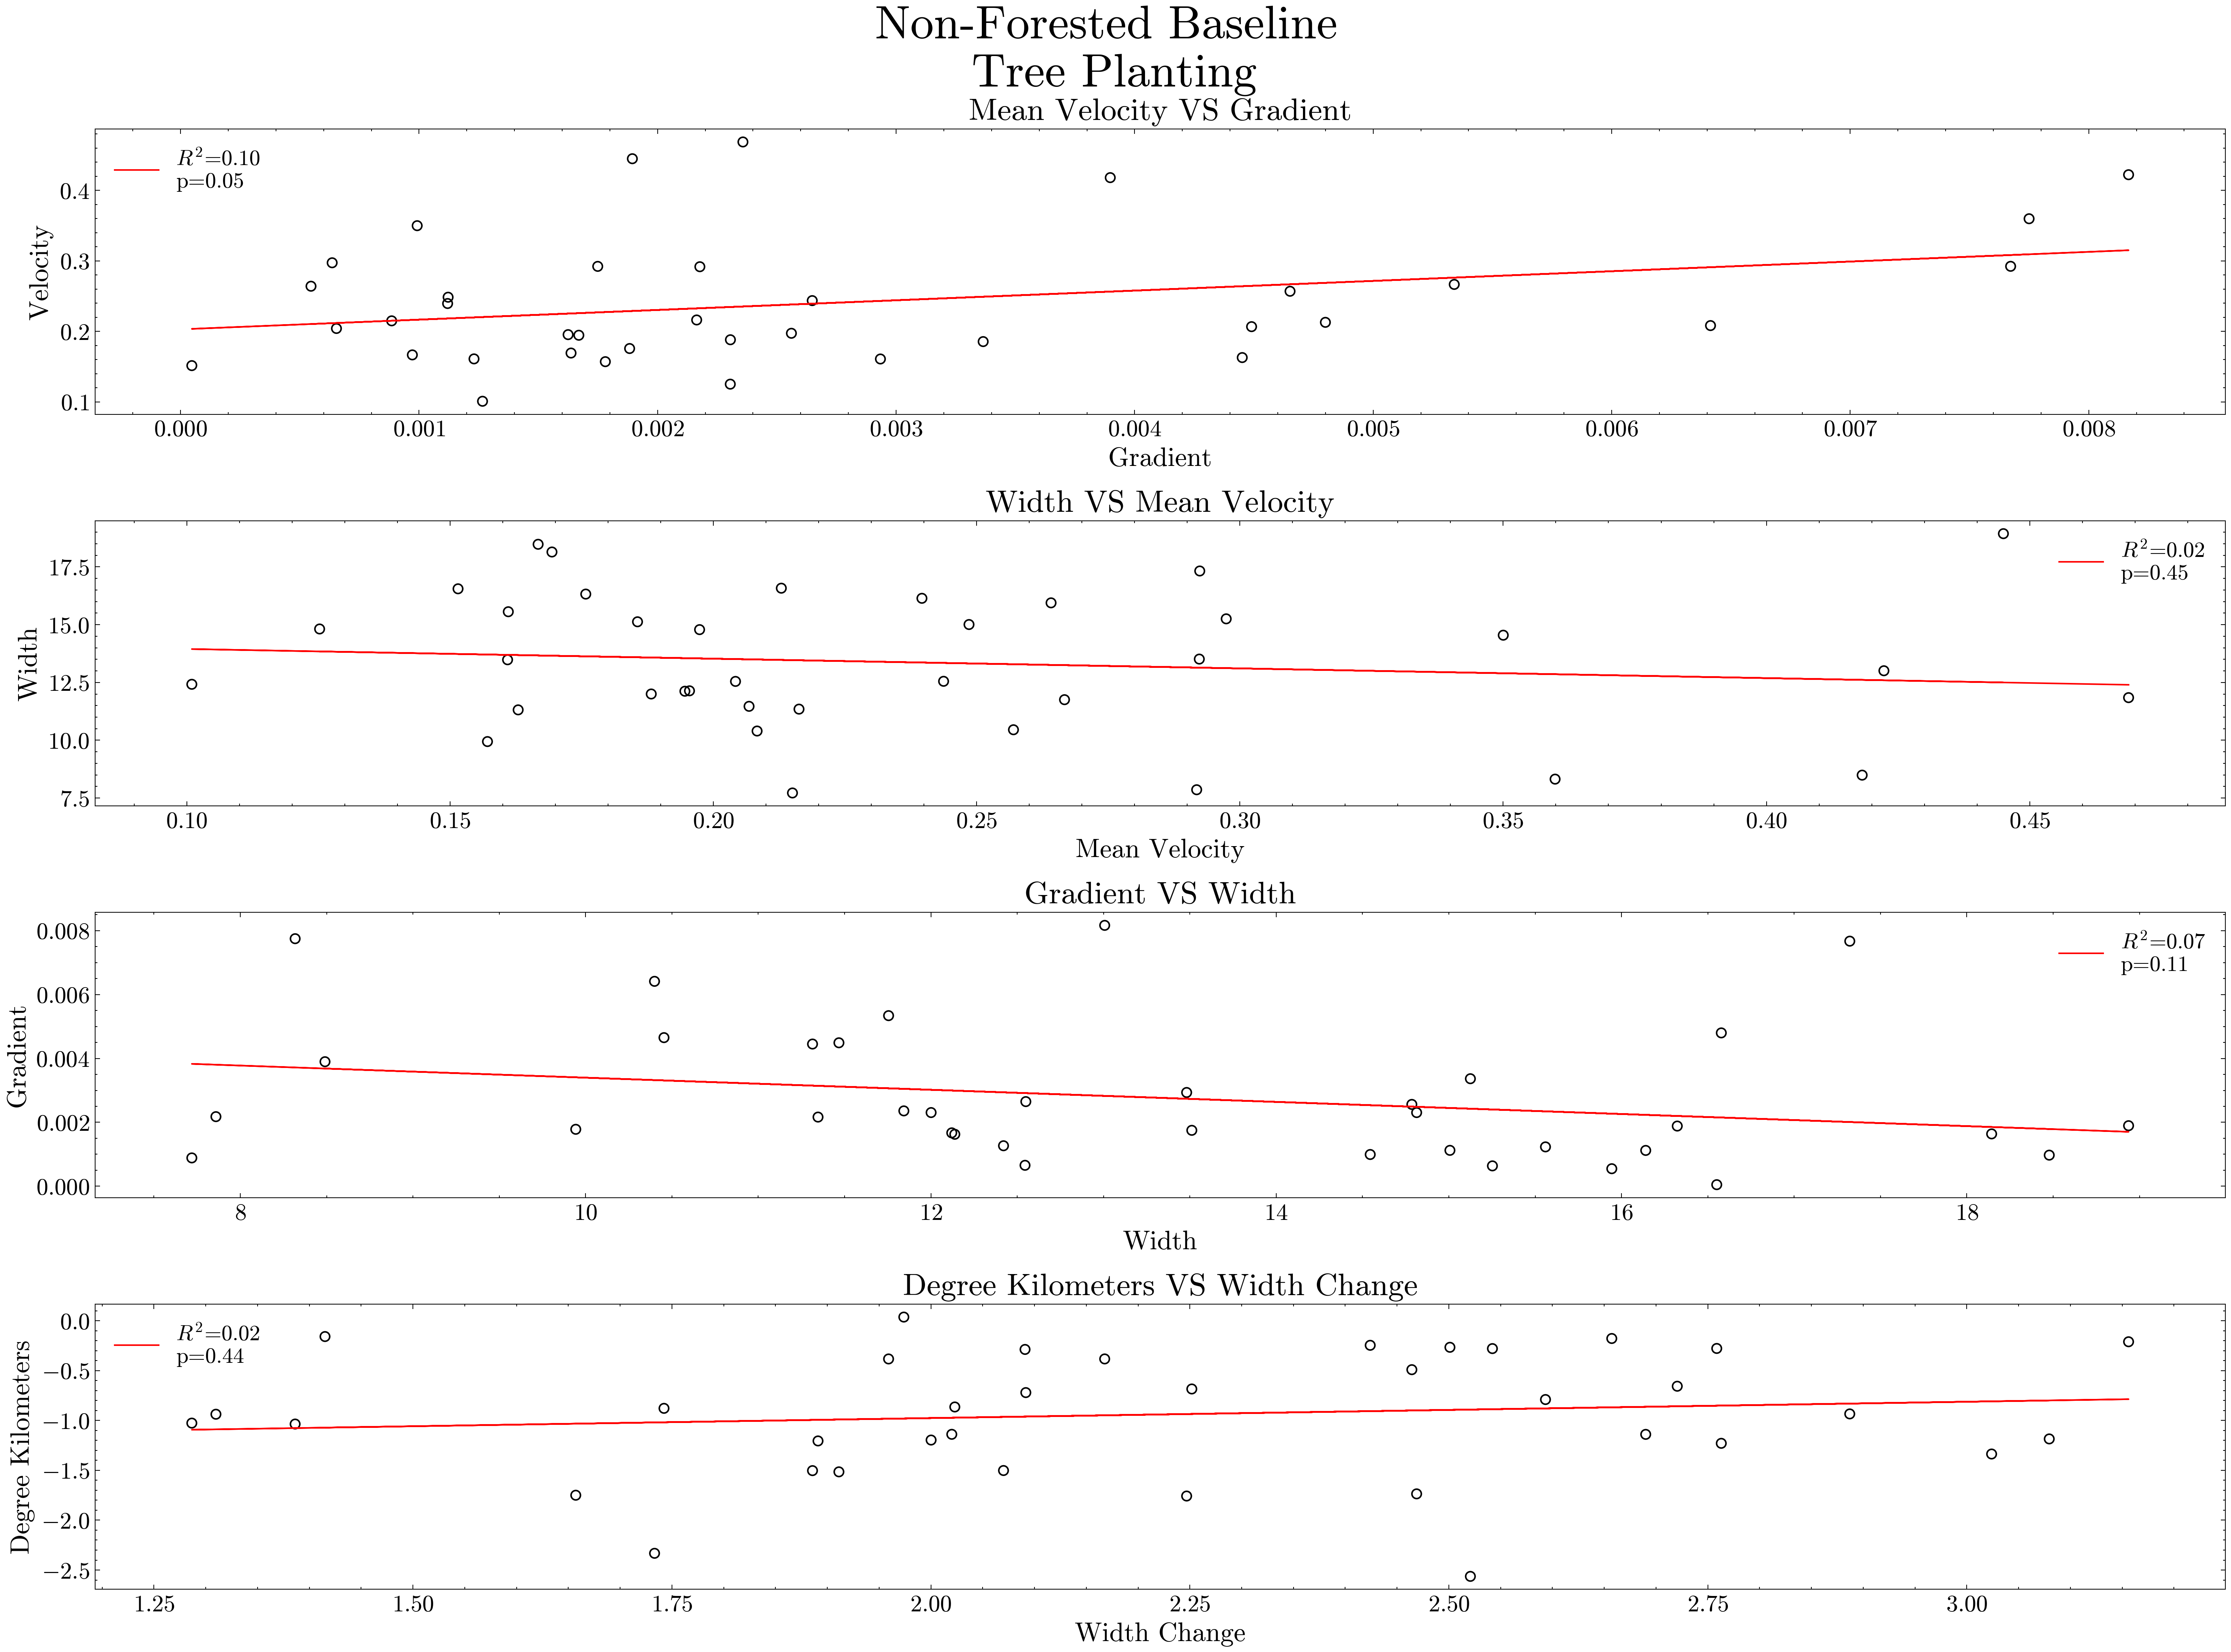 Non-Forested Baseline
Tree Planting
Mean Velocity VS Gradient
R²=0.10
p=0.05
Velocity
0.4
0.3
0.2
0.1
0.000 0.001 0.002 0.003 0.004 0.005 0.006 0.007 0.008
Gradient
Width VS Mean Velocity
R²=0.02
p=0.45
Width
17.5
15.0
12.5
10.0
7.5
0.10 0.15 0.20 0.25 0.30 0.35 0.40 0.45
Mean Velocity
Gradient VS Width
R²=0.07
p=0.11
Gradient
0.008
0.006
0.004
0.002
0.000
8 10 12 14 16 18
Width
Degree Kilometers VS Width Change
R²=0.02
p=0.44
Degree Kilometers
0.0
−0.5
−1.0
−1.5
−2.0
−2.5
1.25 1.50 1.75 2.00 2.25 2.50 2.75 3.00
Width Change